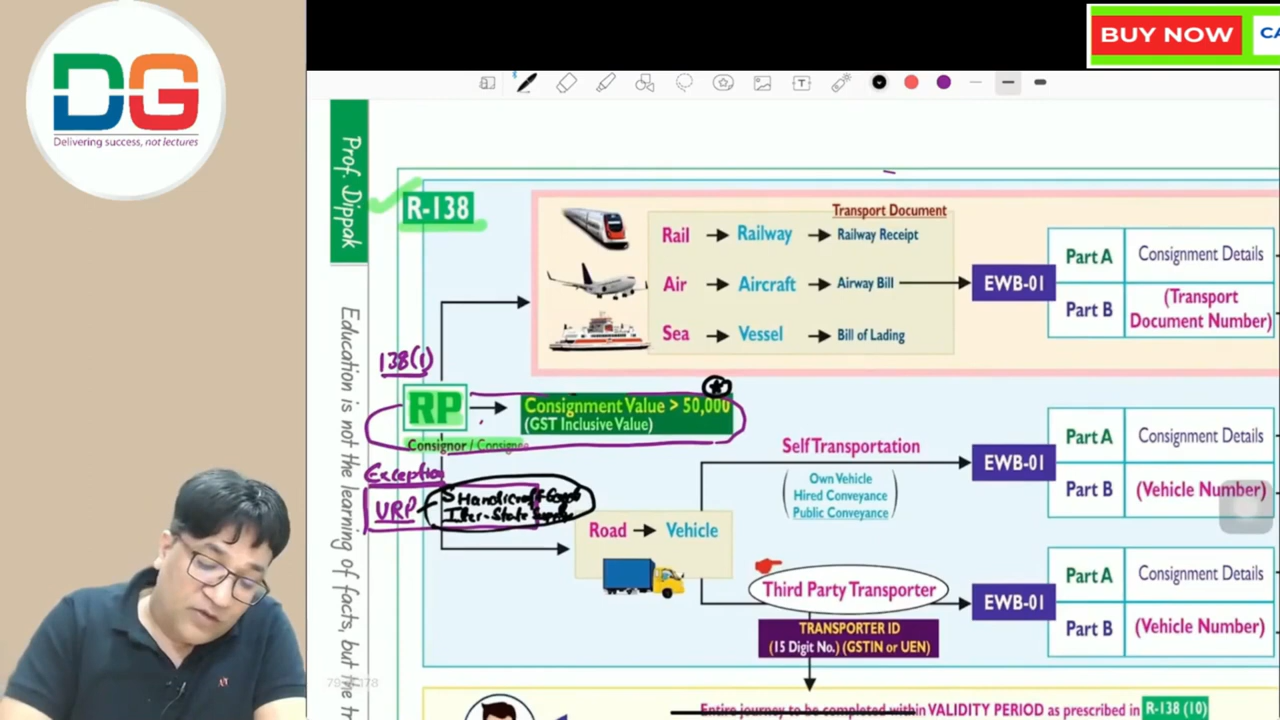 BUY NOW
DG
Delivering success, not lectures
Prof. Dippak
Education is not the learning of facts, but the
R-138
Transport Document
Rail → Railway → Railway Receipt
Air → Aircraft → Airway Bill
Sea → Vessel → Bill of Lading
EWB-01
Part A Consignment Details
Part B (Transport Document Number)
138(1)
RP → Consignment Value > 50,000
(GST Inclusive Value)
Consignor / Consignee
Exception
URP
Self Transportation
(Own Vehicle
Hired Conveyance
Public Conveyance)
EWB-01
Part A Consignment Details
Part B (Vehicle Number)
Road → Vehicle
Third Party Transporter
EWB-01
Part A Consignment Details
Part B (Vehicle Number)
TRANSPORTER ID
(15 Digit No.) (GSTIN or UEN)
Entire journey to be completed within VALIDITY PERIOD as prescribed in R-138 (10)